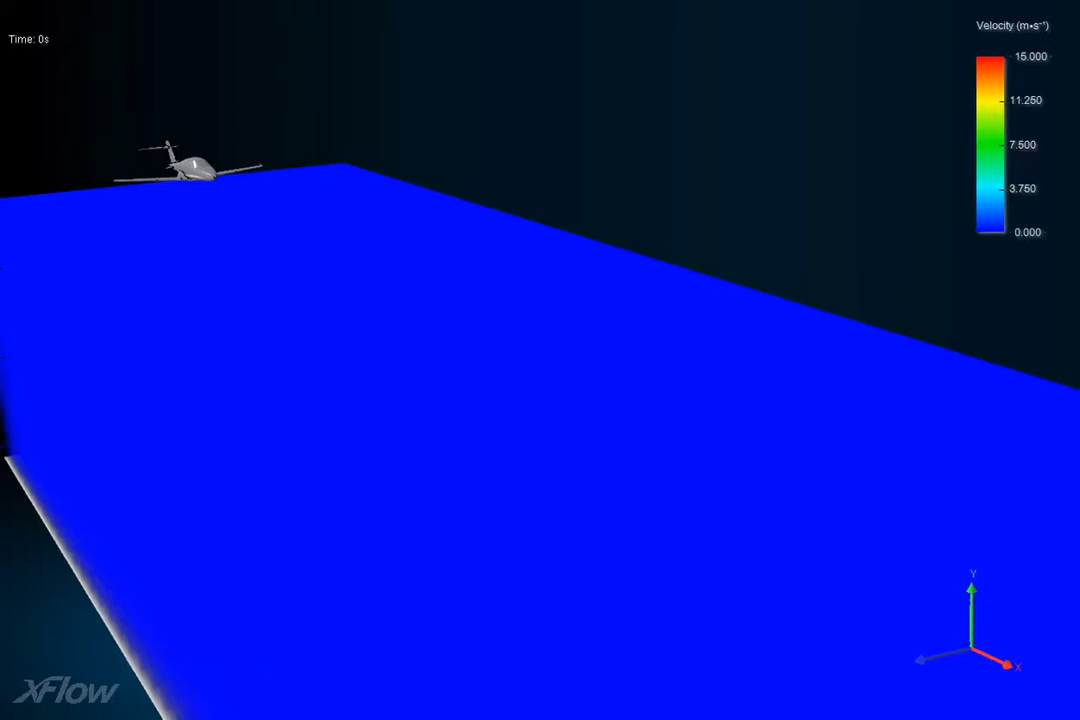 Velocity (m•s⁻¹)
Time: 0s
15.000
11.250
7.500
3.750
0.000
Y
X
XFlow